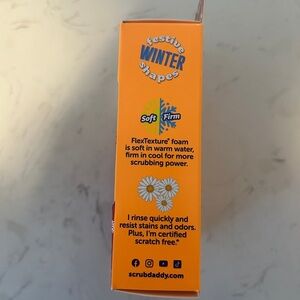 festive
WINTER
shapes
Soft Firm
FlexTexture® foam
is soft in warm water,
firm in cool for more
scrubbing power.
I rinse quickly and
resist stains and odors.
Plus, I'm certified
scratch free.*
scrubdaddy.com